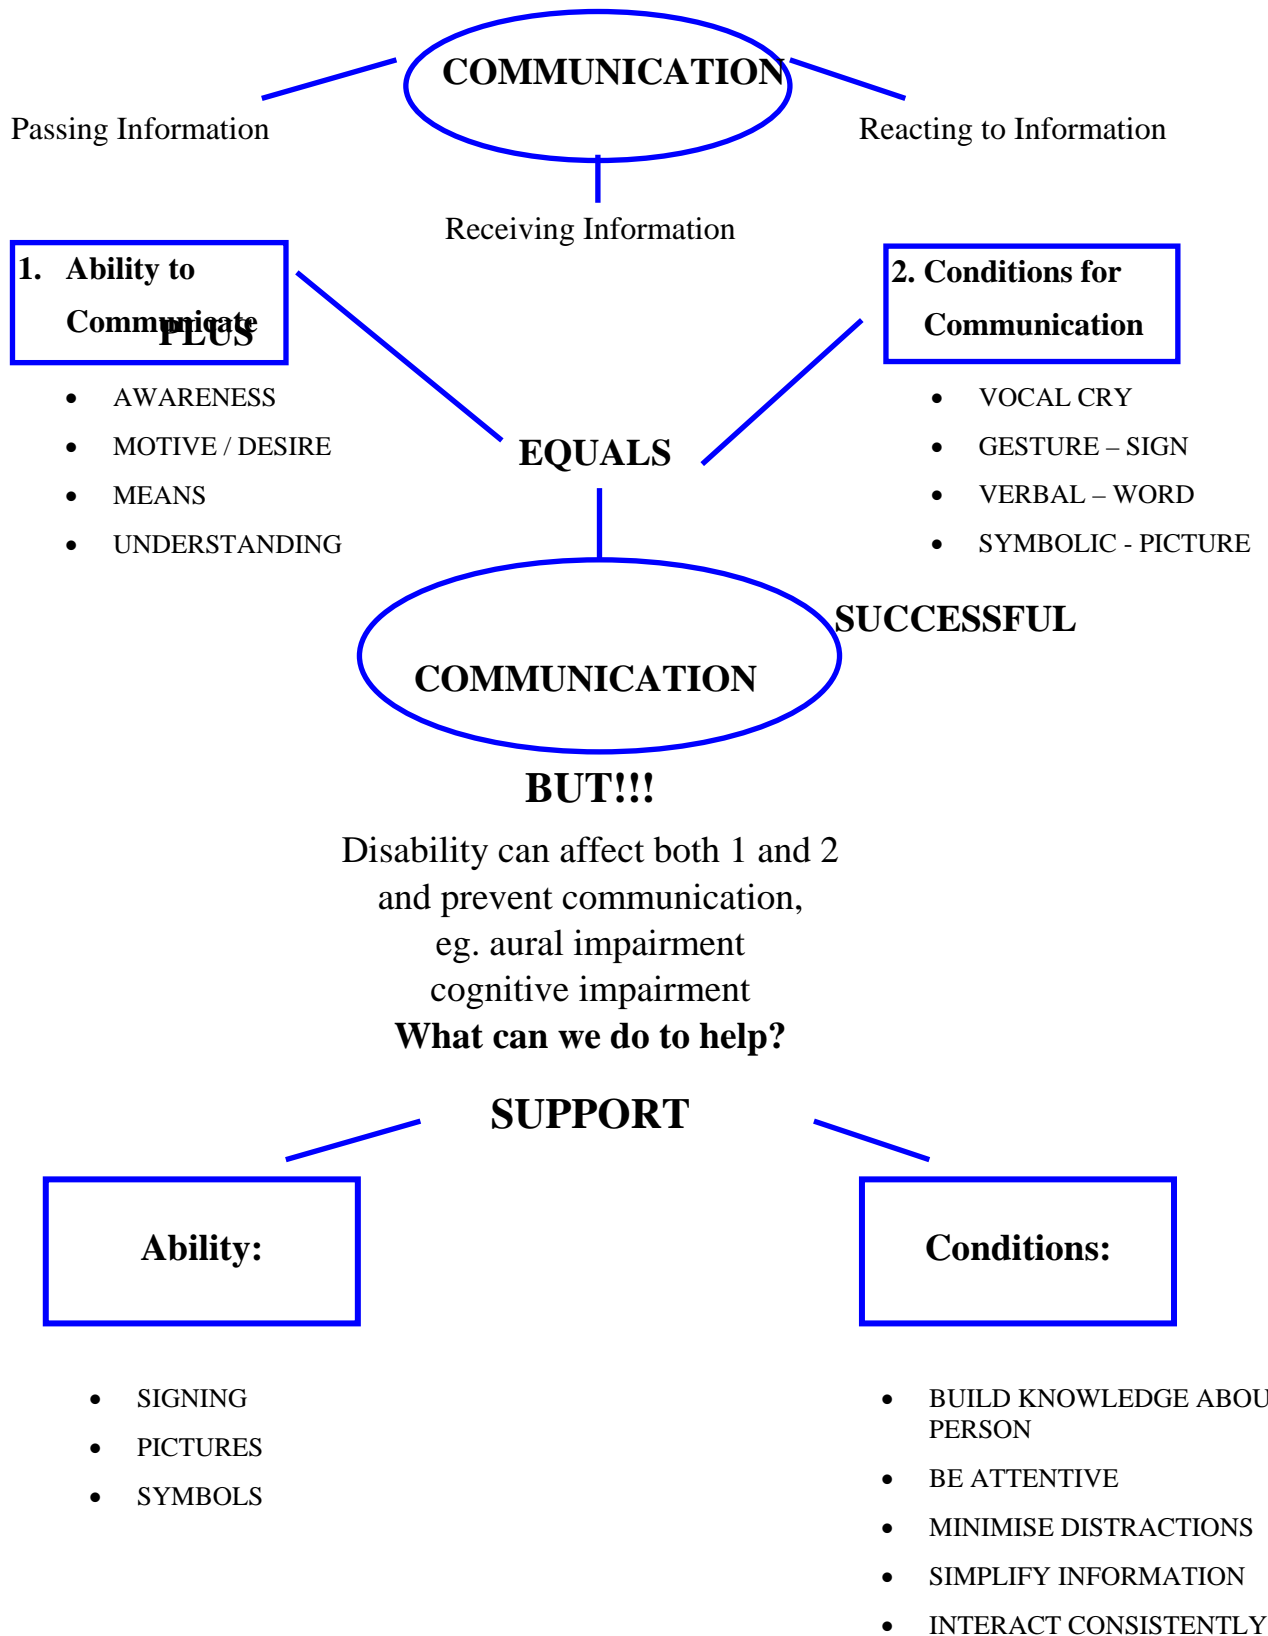 COMMUNICATION
Passing Information
Reacting to Information
Receiving Information
1. Ability to
Communicate
PLUS
• AWARENESS
• MOTIVE / DESIRE
• MEANS
• UNDERSTANDING
2. Conditions for
Communication
• VOCAL CRY
• GESTURE – SIGN
• VERBAL – WORD
• SYMBOLIC - PICTURE
EQUALS
SUCCESSFUL
COMMUNICATION
BUT!!!
Disability can affect both 1 and 2
and prevent communication,
eg. aural impairment
cognitive impairment
What can we do to help?
SUPPORT
Ability:
• SIGNING
• PICTURES
• SYMBOLS
Conditions:
• BUILD KNOWLEDGE ABOU
PERSON
• BE ATTENTIVE
• MINIMISE DISTRACTIONS
• SIMPLIFY INFORMATION
• INTERACT CONSISTENTLY